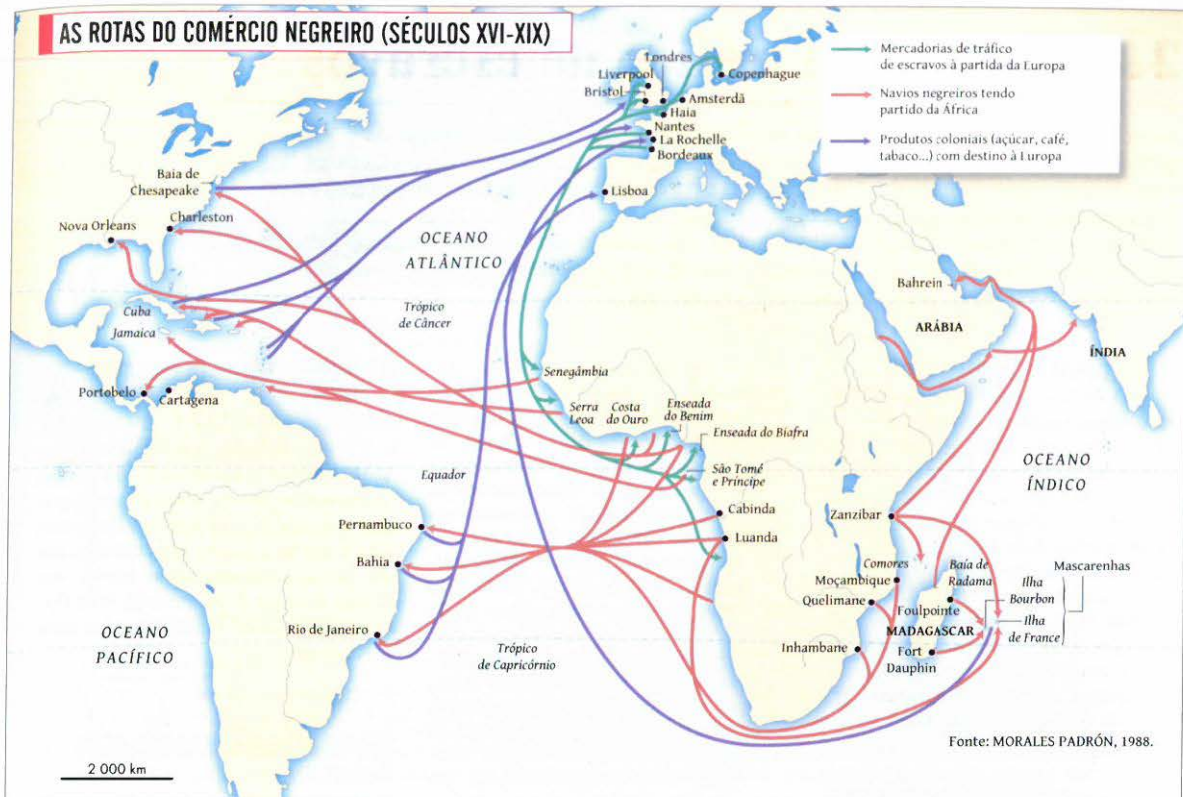 AS ROTAS DO COMÉRCIO NEGREIRO (SÉCULOS XVI-XIX)
Mercadorias de tráfico
de escravos à partida da Europa
Navios negreiros tendo
partido da África
Produtos coloniais (açúcar, café,
tabaco...) com destino à Europa
Londres
Liverpool
Bristol
Copenhague
Amsterdã
Haia
Nantes
La Rochelle
Bordeaux
Lisboa
Baia de
Chesapeake
Charleston
Nova Orleans
OCEANO
ATLÂNTICO
Trópico
de Câncer
Cuba
Jamaica
Portobelo
Cartagena
Bahrein
ARÁBIA
ÍNDIA
Senegâmbia
Serra
Leoa
Costa
do Ouro
Enseada
do Benim
Enseada do Biafra
São Tomé
e Príncipe
Equador
OCEANO
ÍNDICO
Pernambuco
Bahia
Rio de Janeiro
Cabinda
Luanda
Zanzibar
Comores
Moçambique
Quelimane
Inhambane
Baía de
Radama
Foulpointe
MADAGASCAR
Fort
Dauphin
Ilha
Bourbon
Ilha
de France
Mascarenhas
OCEANO
PACÍFICO
Trópico
de Capricórnio
2 000 km
Fonte: MORALES PADRÓN, 1988.